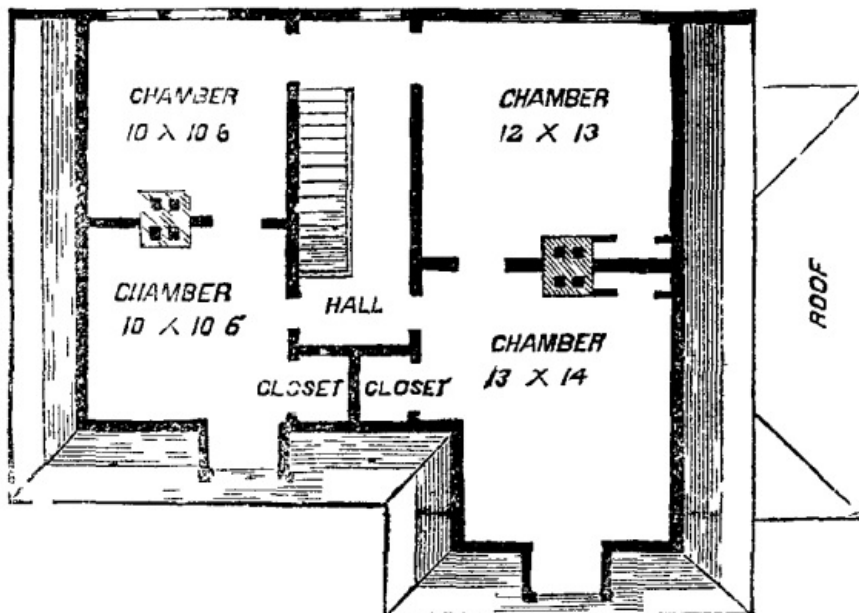 CHAMBER
10 X 10 6
CHAMBER
12 X 13
CHAMBER
10 X 10 6
HALL
ROOF
CHAMBER
13 X 14
CLOSET
CLOSET